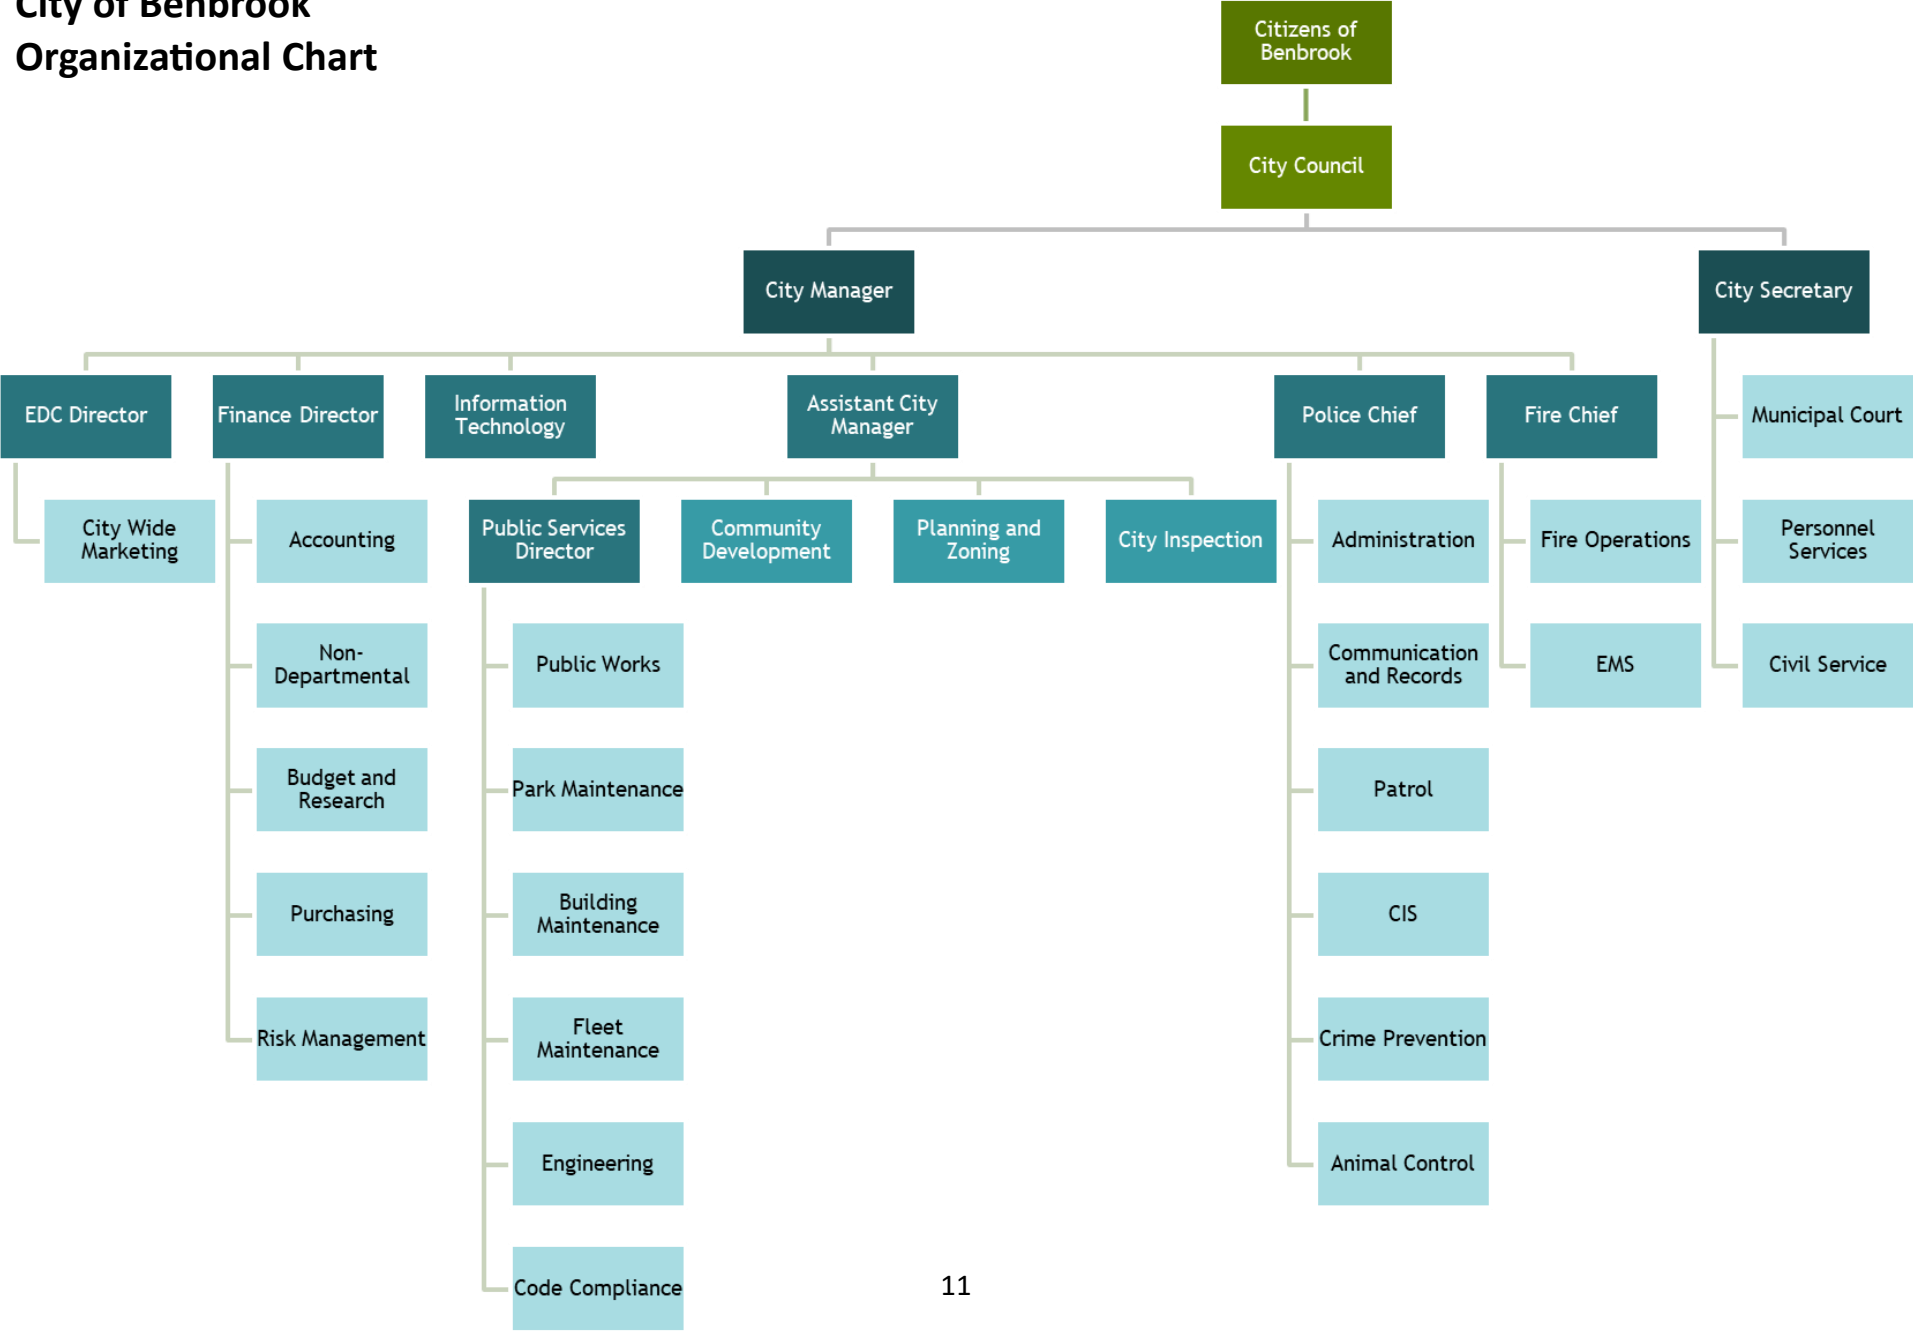 City of Benbrook
Organizational Chart
Citizens of
Benbrook
City Council
City Manager
City Secretary
EDC Director
Finance Director
Information
Technology
Assistant City
Manager
Police Chief
Fire Chief
Municipal Court
City Wide
Marketing
Accounting
Public Services
Director
Community
Development
Planning and
Zoning
City Inspection
Administration
Fire Operations
Personnel
Services
Non-
Departmental
Public Works
Communication
and Records
EMS
Civil Service
Budget and
Research
Park Maintenance
Patrol
Purchasing
Building
Maintenance
CIS
Risk Management
Fleet
Maintenance
Crime Prevention
Engineering
Animal Control
Code Compliance
11